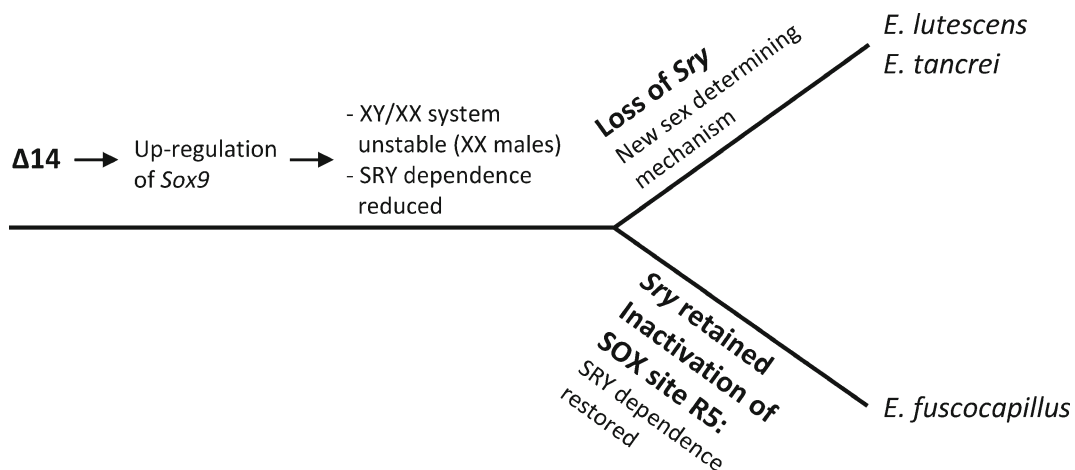 Δ14
Up-regulation
of Sox9
- XY/XX system
unstable (XX males)
- SRY dependence
reduced
Loss of Sry
New sex determining
mechanism
E. lutescens
E. tancrei
Sry retained
Inactivation of
SOX site R5:
SRY dependence
restored
E. fuscocapillus